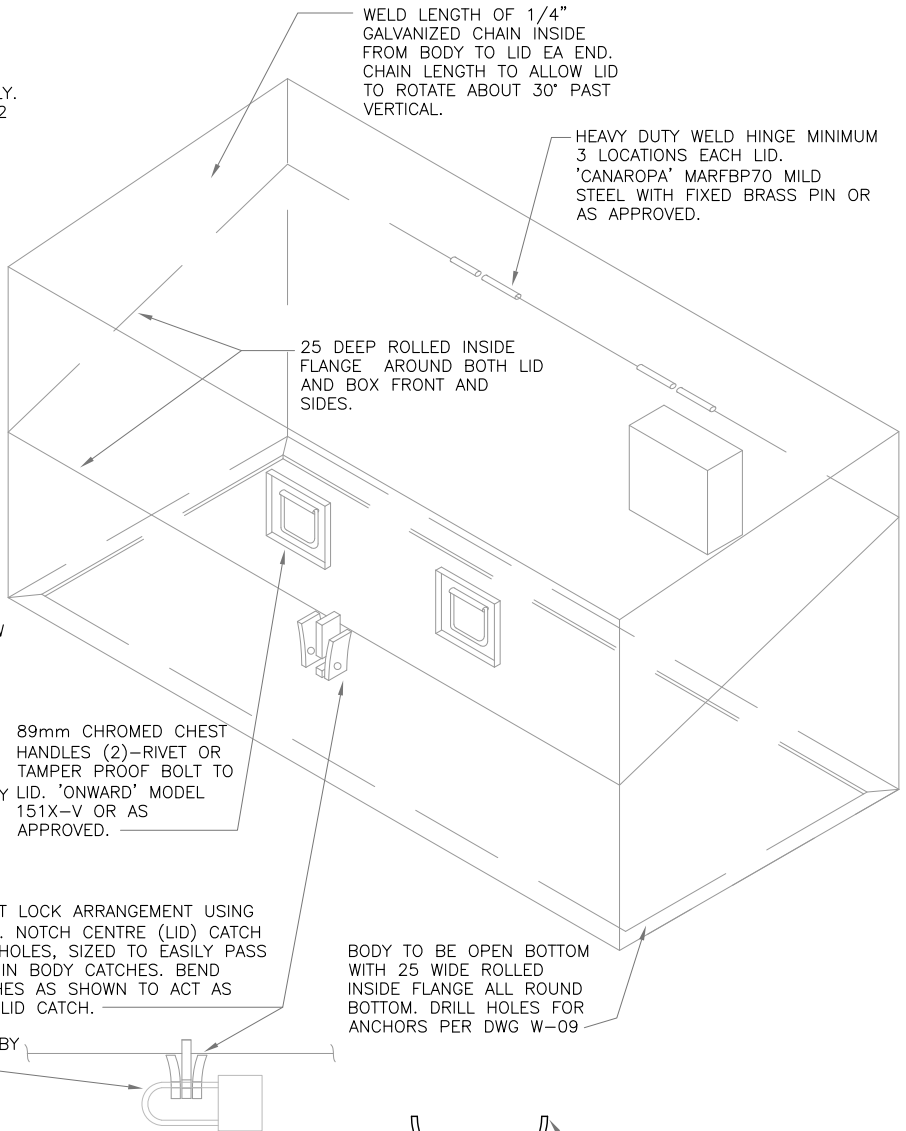 WELD LENGTH OF 1/4"
GALVANIZED CHAIN INSIDE
FROM BODY TO LID EA END.
CHAIN LENGTH TO ALLOW LID
TO ROTATE ABOUT 30° PAST
VERTICAL.
LY.
2
HEAVY DUTY WELD HINGE MINIMUM
3 LOCATIONS EACH LID.
'CANAROPA' MARFBP70 MILD
STEEL WITH FIXED BRASS PIN OR
AS APPROVED.
25 DEEP ROLLED INSIDE
FLANGE AROUND BOTH LID
AND BOX FRONT AND
SIDES.
89mm CHROMED CHEST
HANDLES (2)-RIVET OR
TAMPER PROOF BOLT TO
Y LID. 'ONWARD' MODEL
151X-V OR AS
APPROVED.
T LOCK ARRANGEMENT USING
. NOTCH CENTRE (LID) CATCH
HOLES, SIZED TO EASILY PASS
IN BODY CATCHES. BEND
HES AS SHOWN TO ACT AS
LID CATCH.
BY
BODY TO BE OPEN BOTTOM
WITH 25 WIDE ROLLED
INSIDE FLANGE ALL ROUND
BOTTOM. DRILL HOLES FOR
ANCHORS PER DWG W-09